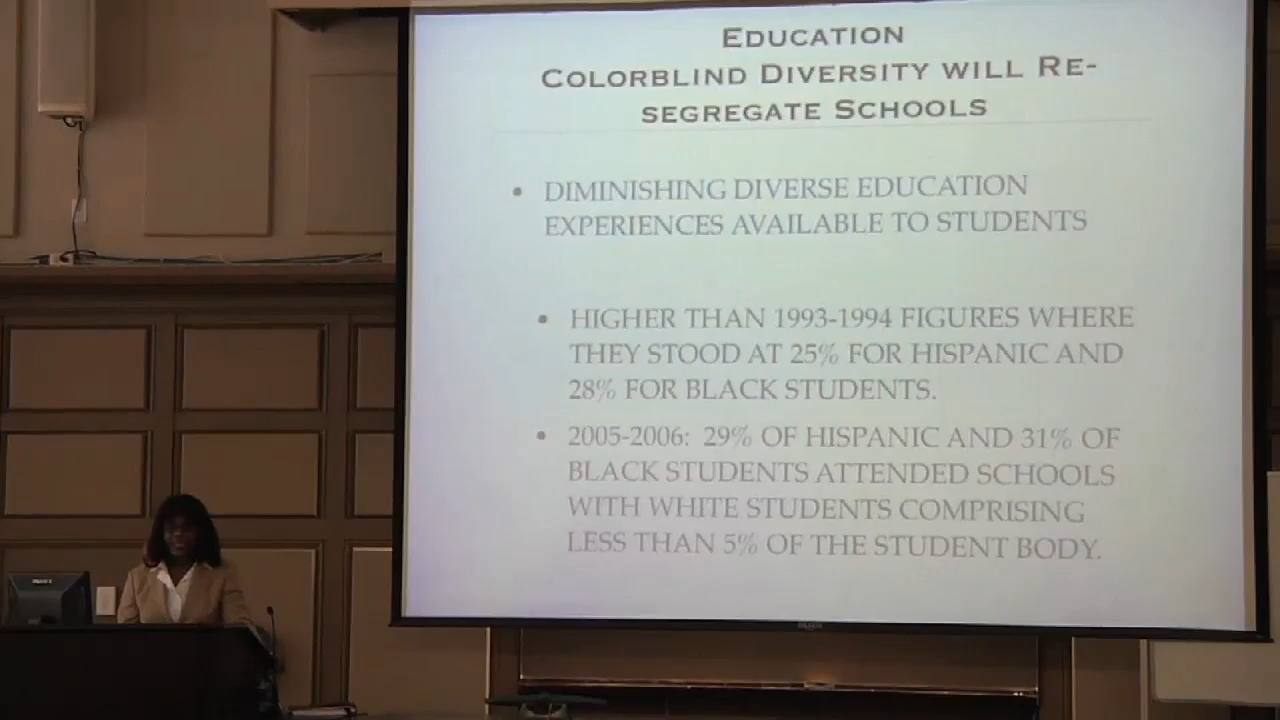 EDUCATION
COLORBLIND DIVERSITY WILL RE-
SEGREGATE SCHOOLS
• DIMINISHING DIVERSE EDUCATION
EXPERIENCES AVAILABLE TO STUDENTS
• HIGHER THAN 1993-1994 FIGURES WHERE
THEY STOOD AT 25% FOR HISPANIC AND
28% FOR BLACK STUDENTS.
• 2005-2006: 29% OF HISPANIC AND 31% OF
BLACK STUDENTS ATTENDED SCHOOLS
WITH WHITE STUDENTS COMPRISING
LESS THAN 5% OF THE STUDENT BODY.